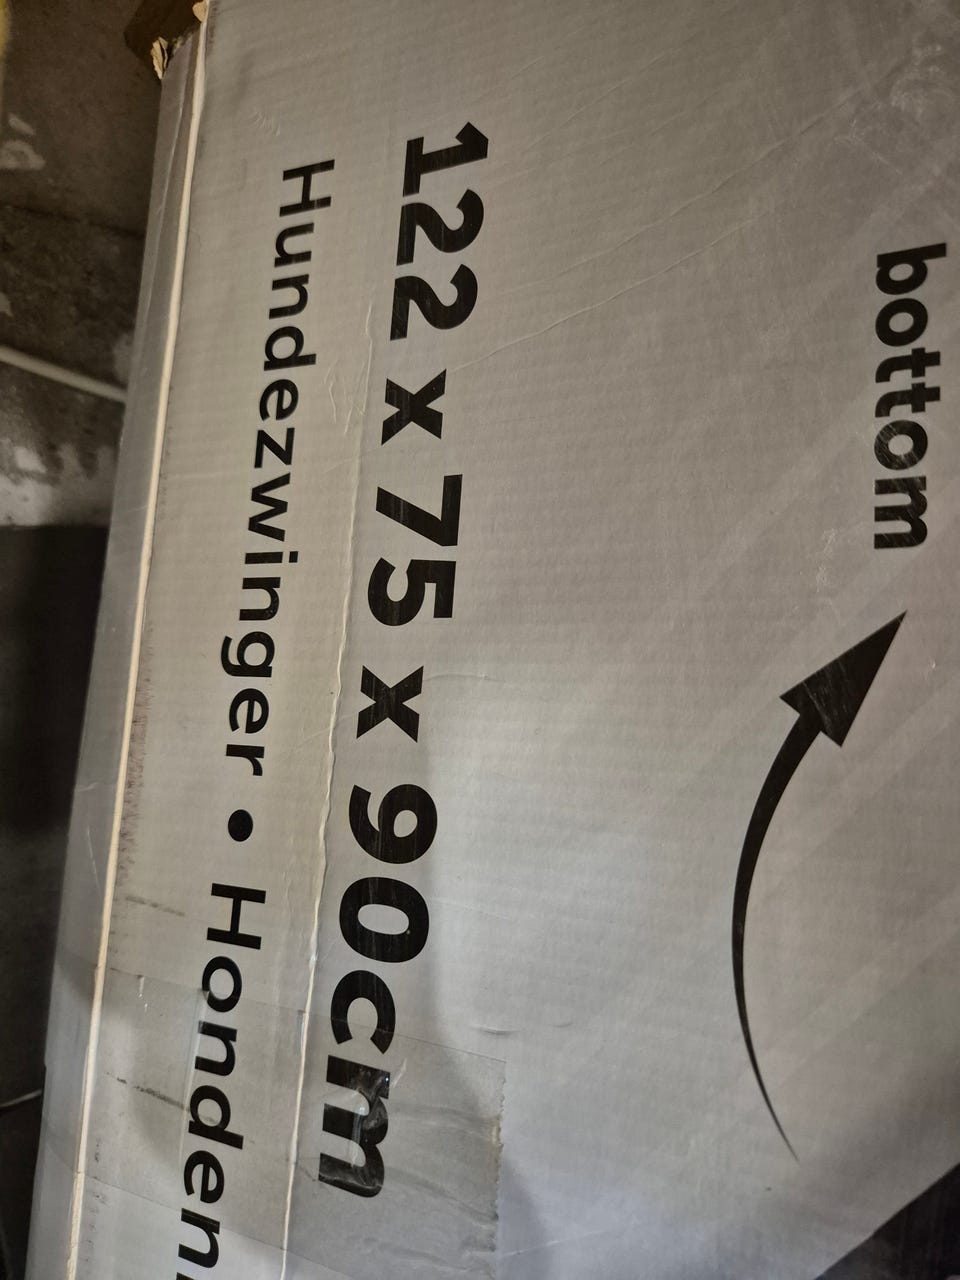 bottom
122 x 75 x 90cm
Hundezwinger • Honden